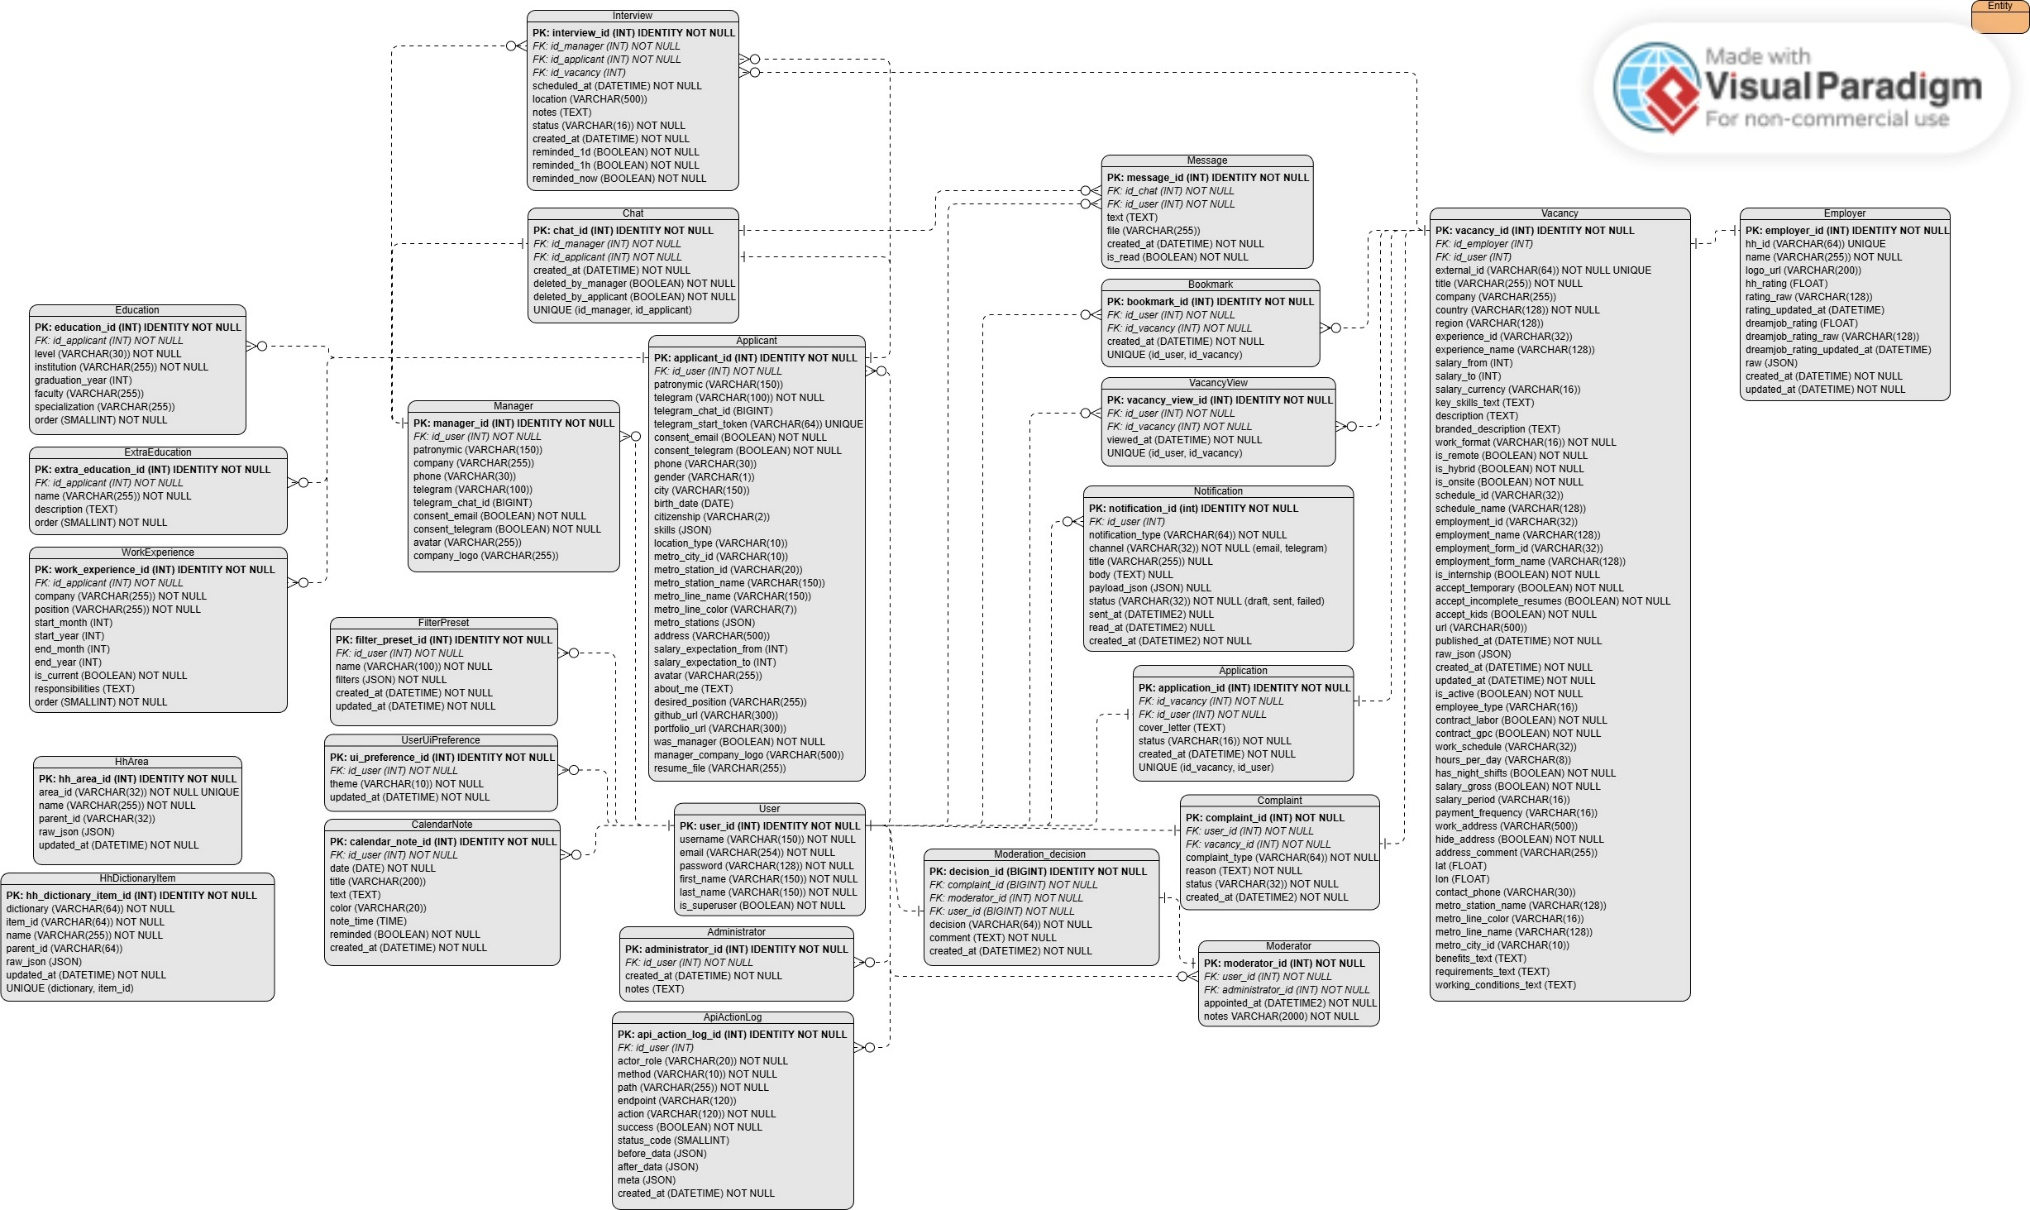 Interview
PK: interview_id (INT) IDENTITY NOT NULL
FK: id_manager (INT) NOT NULL
FK: id_applicant (INT) NOT NULL
FK: id_vacancy (INT)
scheduled_at (DATETIME) NOT NULL
location (VARCHAR(500))
notes (TEXT)
status (VARCHAR(16)) NOT NULL
created_at (DATETIME) NOT NULL
reminded_1d (BOOLEAN) NOT NULL
reminded_1h (BOOLEAN) NOT NULL
reminded_now (BOOLEAN) NOT NULL
Entity
Made with
Visual Paradigm
For non-commercial use
Chat
PK: chat_id (INT) IDENTITY NOT NULL
FK: id_manager (INT) NOT NULL
FK: id_applicant (INT) NOT NULL
created_at (DATETIME) NOT NULL
deleted_by_manager (BOOLEAN) NOT NULL
deleted_by_applicant (BOOLEAN) NOT NULL
UNIQUE (id_manager, id_applicant)
Message
PK: message_id (INT) IDENTITY NOT NULL
FK: id_chat (INT) NOT NULL
FK: id_user (INT) NOT NULL
text (TEXT)
file (VARCHAR(255))
created_at (DATETIME) NOT NULL
is_read (BOOLEAN) NOT NULL
Bookmark
PK: bookmark_id (INT) IDENTITY NOT NULL
FK: id_user (INT) NOT NULL
FK: id_vacancy (INT) NOT NULL
created_at (DATETIME) NOT NULL
UNIQUE (id_user, id_vacancy)
VacancyView
PK: vacancy_view_id (INT) IDENTITY NOT NULL
FK: id_user (INT) NOT NULL
FK: id_vacancy (INT) NOT NULL
viewed_at (DATETIME) NOT NULL
UNIQUE (id_user, id_vacancy)
Notification
PK: notification_id (int) IDENTITY NOT NULL
FK: id_user (INT)
notification_type (VARCHAR(64)) NOT NULL
channel (VARCHAR(32)) NOT NULL (email, telegram)
title (VARCHAR(255)) NULL
body (TEXT) NULL
payload_json (JSON) NULL
status (VARCHAR(32)) NOT NULL (draft, sent, failed)
sent_at (DATETIME2) NULL
read_at (DATETIME2) NULL
created_at (DATETIME2) NOT NULL
Application
PK: application_id (INT) IDENTITY NOT NULL
FK: id_vacancy (INT) NOT NULL
FK: id_user (INT) NOT NULL
cover_letter (TEXT)
status (VARCHAR(16)) NOT NULL
created_at (DATETIME) NOT NULL
UNIQUE (id_vacancy, id_user)
Complaint
PK: complaint_id (INT) NOT NULL
FK: user_id (INT) NOT NULL
FK: vacancy_id (INT) NOT NULL
complaint_type (VARCHAR(64)) NOT NULL
reason (TEXT) NOT NULL
status (VARCHAR(32)) NOT NULL
created_at (DATETIME2) NOT NULL
Moderation_decision
PK: decision_id (BIGINT) IDENTITY NOT NULL
FK: complaint_id (BIGINT) NOT NULL
FK: moderator_id (INT) NOT NULL
FK: user_id (BIGINT) NOT NULL
decision (VARCHAR(64)) NOT NULL
comment (TEXT) NOT NULL
created_at (DATETIME2) NOT NULL
Moderator
PK: moderator_id (INT) NOT NULL
FK: user_id (INT) NOT NULL
FK: administrator_id (INT) NOT NULL
appointed_at (DATETIME2) NOT NULL
notes VARCHAR(2000) NOT NULL
Vacancy
PK: vacancy_id (INT) IDENTITY NOT NULL
FK: id_employer (INT)
FK: id_user (INT)
external_id (VARCHAR(64)) NOT NULL UNIQUE
title (VARCHAR(255)) NOT NULL
company (VARCHAR(255))
country (VARCHAR(128)) NOT NULL
region (VARCHAR(128))
experience_id (VARCHAR(32))
experience_name (VARCHAR(128))
salary_from (INT)
salary_to (INT)
salary_currency (VARCHAR(16))
key_skills_text (TEXT)
description (TEXT)
branded_description (TEXT)
work_format (VARCHAR(16)) NOT NULL
is_remote (BOOLEAN) NOT NULL
is_hybrid (BOOLEAN) NOT NULL
is_onsite (BOOLEAN) NOT NULL
schedule_id (VARCHAR(32))
schedule_name (VARCHAR(128))
employment_id (VARCHAR(32))
employment_name (VARCHAR(128))
employment_form_id (VARCHAR(32))
employment_form_name (VARCHAR(128))
is_internship (BOOLEAN) NOT NULL
accept_temporary (BOOLEAN) NOT NULL
accept_incomplete_resumes (BOOLEAN) NOT NULL
accept_kids (BOOLEAN) NOT NULL
url (VARCHAR(500))
published_at (DATETIME) NOT NULL
raw_json (JSON)
created_at (DATETIME) NOT NULL
updated_at (DATETIME) NOT NULL
is_active (BOOLEAN) NOT NULL
employee_type (VARCHAR(16))
contract_labor (BOOLEAN) NOT NULL
contract_gpc (BOOLEAN) NOT NULL
work_schedule (VARCHAR(32))
hours_per_day (VARCHAR(8))
has_night_shifts (BOOLEAN) NOT NULL
salary_gross (BOOLEAN) NOT NULL
salary_period (VARCHAR(16))
payment_frequency (VARCHAR(16))
work_address (VARCHAR(500))
hide_address (BOOLEAN) NOT NULL
address_comment (VARCHAR(255))
lat (FLOAT)
lon (FLOAT)
contact_phone (VARCHAR(30))
metro_station_name (VARCHAR(128))
metro_line_color (VARCHAR(16))
metro_line_name (VARCHAR(128))
metro_city_id (VARCHAR(10))
benefits_text (TEXT)
requirements_text (TEXT)
working_conditions_text (TEXT)
Employer
PK: employer_id (INT) IDENTITY NOT NULL
hh_id (VARCHAR(64)) UNIQUE
name (VARCHAR(255)) NOT NULL
logo_url (VARCHAR(200))
hh_rating (FLOAT)
rating_raw (VARCHAR(128))
rating_updated_at (DATETIME)
dreamjob_rating (FLOAT)
dreamjob_rating_raw (VARCHAR(128))
dreamjob_rating_updated_at (DATETIME)
raw (JSON)
created_at (DATETIME) NOT NULL
updated_at (DATETIME) NOT NULL
Education
PK: education_id (INT) IDENTITY NOT NULL
FK: id_applicant (INT) NOT NULL
level (VARCHAR(30)) NOT NULL
institution (VARCHAR(255)) NOT NULL
graduation_year (INT)
faculty (VARCHAR(255))
specialization (VARCHAR(255))
order (SMALLINT) NOT NULL
ExtraEducation
PK: extra_education_id (INT) IDENTITY NOT NULL
FK: id_applicant (INT) NOT NULL
name (VARCHAR(255)) NOT NULL
description (TEXT)
order (SMALLINT) NOT NULL
WorkExperience
PK: work_experience_id (INT) IDENTITY NOT NULL
FK: id_applicant (INT) NOT NULL
company (VARCHAR(255)) NOT NULL
position (VARCHAR(255)) NOT NULL
start_month (INT)
start_year (INT)
end_month (INT)
end_year (INT)
is_current (BOOLEAN) NOT NULL
responsibilities (TEXT)
order (SMALLINT) NOT NULL
Manager
PK: manager_id (INT) IDENTITY NOT NULL
FK: id_user (INT) NOT NULL
patronymic (VARCHAR(150))
company (VARCHAR(255))
phone (VARCHAR(30))
telegram (VARCHAR(100))
telegram_chat_id (BIGINT)
consent_email (BOOLEAN) NOT NULL
consent_telegram (BOOLEAN) NOT NULL
avatar (VARCHAR(255))
company_logo (VARCHAR(255))
Applicant
PK: applicant_id (INT) IDENTITY NOT NULL
FK: id_user (INT) NOT NULL
patronymic (VARCHAR(150))
telegram (VARCHAR(100)) NOT NULL
telegram_chat_id (BIGINT)
telegram_start_token (VARCHAR(64)) UNIQUE
consent_email (BOOLEAN) NOT NULL
consent_telegram (BOOLEAN) NOT NULL
phone (VARCHAR(30))
gender (VARCHAR(1))
city (VARCHAR(150))
birth_date (DATE)
citizenship (VARCHAR(2))
skills (JSON)
location_type (VARCHAR(10))
metro_city_id (VARCHAR(10))
metro_station_id (VARCHAR(20))
metro_station_name (VARCHAR(150))
metro_line_name (VARCHAR(150))
metro_line_color (VARCHAR(7))
metro_stations (JSON)
address (VARCHAR(500))
salary_expectation_from (INT)
salary_expectation_to (INT)
avatar (VARCHAR(255))
about_me (TEXT)
desired_position (VARCHAR(255))
github_url (VARCHAR(300))
portfolio_url (VARCHAR(300))
was_manager (BOOLEAN) NOT NULL
manager_company_logo (VARCHAR(500))
resume_file (VARCHAR(255))
FilterPreset
PK: filter_preset_id (INT) IDENTITY NOT NULL
FK: id_user (INT) NOT NULL
name (VARCHAR(100)) NOT NULL
filters (JSON) NOT NULL
created_at (DATETIME) NOT NULL
updated_at (DATETIME) NOT NULL
UserUiPreference
PK: ui_preference_id (INT) IDENTITY NOT NULL
FK: id_user (INT) NOT NULL
theme (VARCHAR(10)) NOT NULL
updated_at (DATETIME) NOT NULL
CalendarNote
PK: calendar_note_id (INT) IDENTITY NOT NULL
FK: id_user (INT) NOT NULL
date (DATE) NOT NULL
title (VARCHAR(200))
text (TEXT)
color (VARCHAR(20))
note_time (TIME)
reminded (BOOLEAN) NOT NULL
created_at (DATETIME) NOT NULL
HhArea
PK: hh_area_id (INT) IDENTITY NOT NULL
area_id (VARCHAR(32)) NOT NULL UNIQUE
name (VARCHAR(255)) NOT NULL
parent_id (VARCHAR(32))
raw_json (JSON)
updated_at (DATETIME) NOT NULL
HhDictionaryItem
PK: hh_dictionary_item_id (INT) IDENTITY NOT NULL
dictionary (VARCHAR(64)) NOT NULL
item_id (VARCHAR(64)) NOT NULL
name (VARCHAR(255)) NOT NULL
parent_id (VARCHAR(64))
raw_json (JSON)
updated_at (DATETIME) NOT NULL
UNIQUE (dictionary, item_id)
User
PK: user_id (INT) IDENTITY NOT NULL
username (VARCHAR(150)) NOT NULL
email (VARCHAR(254)) NOT NULL
password (VARCHAR(128)) NOT NULL
first_name (VARCHAR(150)) NOT NULL
last_name (VARCHAR(150)) NOT NULL
is_superuser (BOOLEAN) NOT NULL
Administrator
PK: administrator_id (INT) IDENTITY NOT NULL
FK: id_user (INT) NOT NULL
created_at (DATETIME) NOT NULL
notes (TEXT)
ApiActionLog
PK: api_action_log_id (INT) IDENTITY NOT NULL
FK: id_user (INT)
actor_role (VARCHAR(20)) NOT NULL
method (VARCHAR(10)) NOT NULL
path (VARCHAR(255)) NOT NULL
endpoint (VARCHAR(120))
action (VARCHAR(120)) NOT NULL
success (BOOLEAN) NOT NULL
status_code (SMALLINT)
before_data (JSON)
after_data (JSON)
meta (JSON)
created_at (DATETIME) NOT NULL